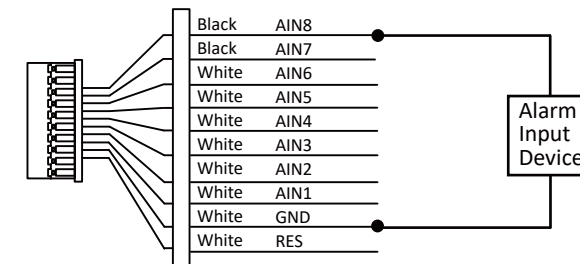 Black AIN8
Black AIN7
White AIN6
White AIN5
White AIN4
White AIN3
White AIN2
White AIN1
White GND
White RES
Alarm
Input
Device